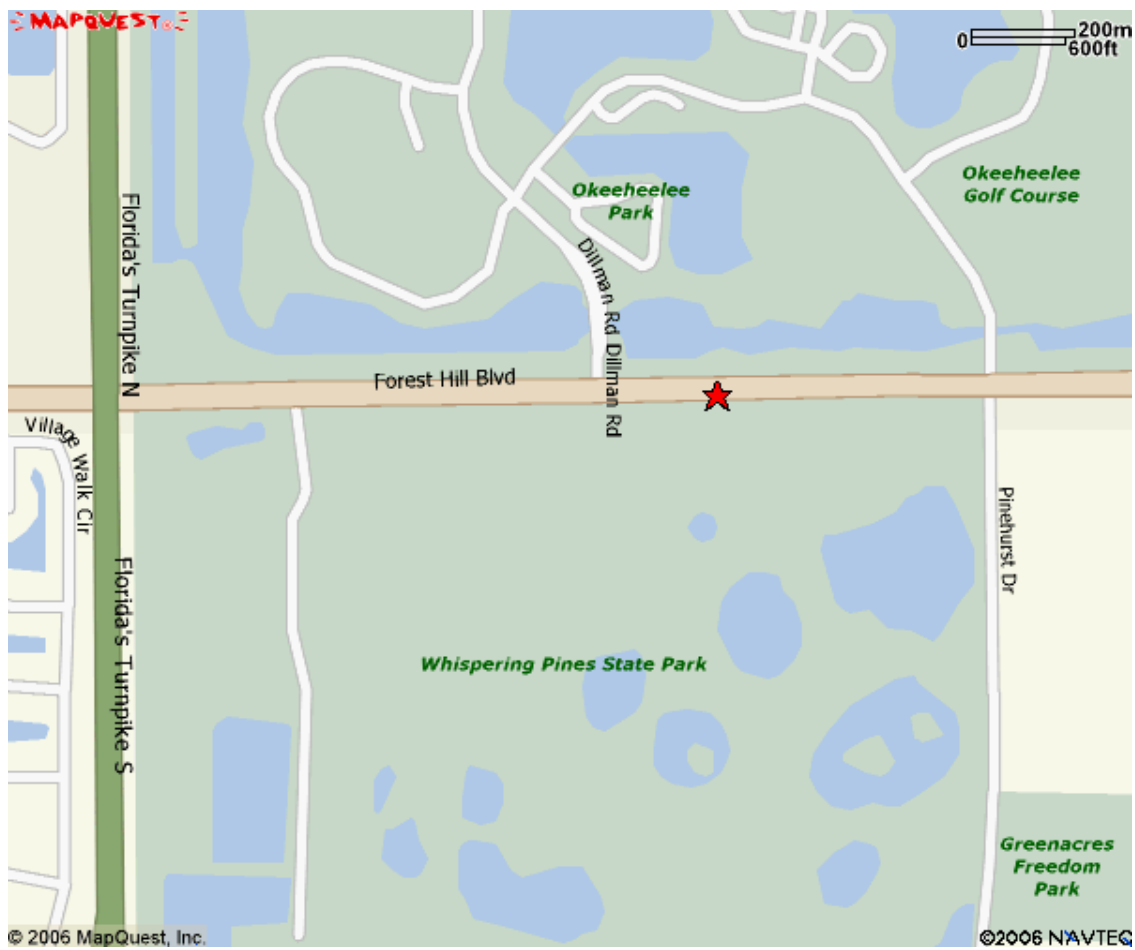 MAPQUEST
0
200m
600ft
Okeeheelee
Park
Okeeheelee
Golf Course
Florida's Turnpike N
Dillman Rd
Dillman Rd
Forest Hill Blvd
Village Walk Cir
Pinehurst Dr
Florida's Turnpike S
Whispering Pines State Park
Greenacres
Freedom
Park
© 2006 MapQuest, Inc.
©2006 NAVTEQ